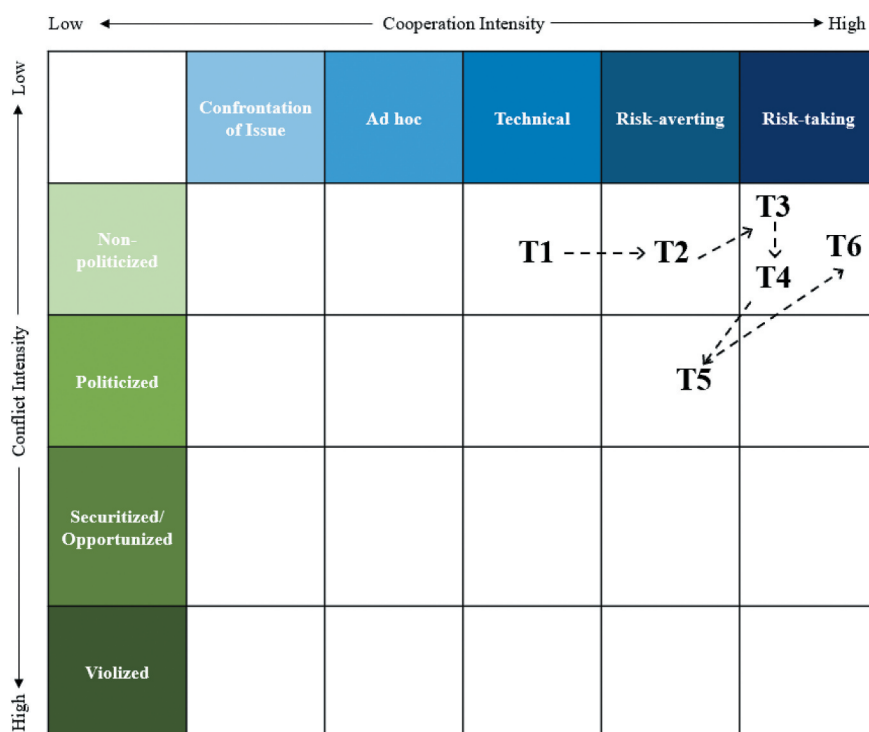 Low Cooperation Intensity High
Low
Confrontation
of Issue
Ad hoc
Technical
Risk-averting
Risk-taking
Conflict Intensity
Non-
politicized
T1
T2
T3
T4
T6
Politicized
T5
Securitized/
Opportunized
Violized
High